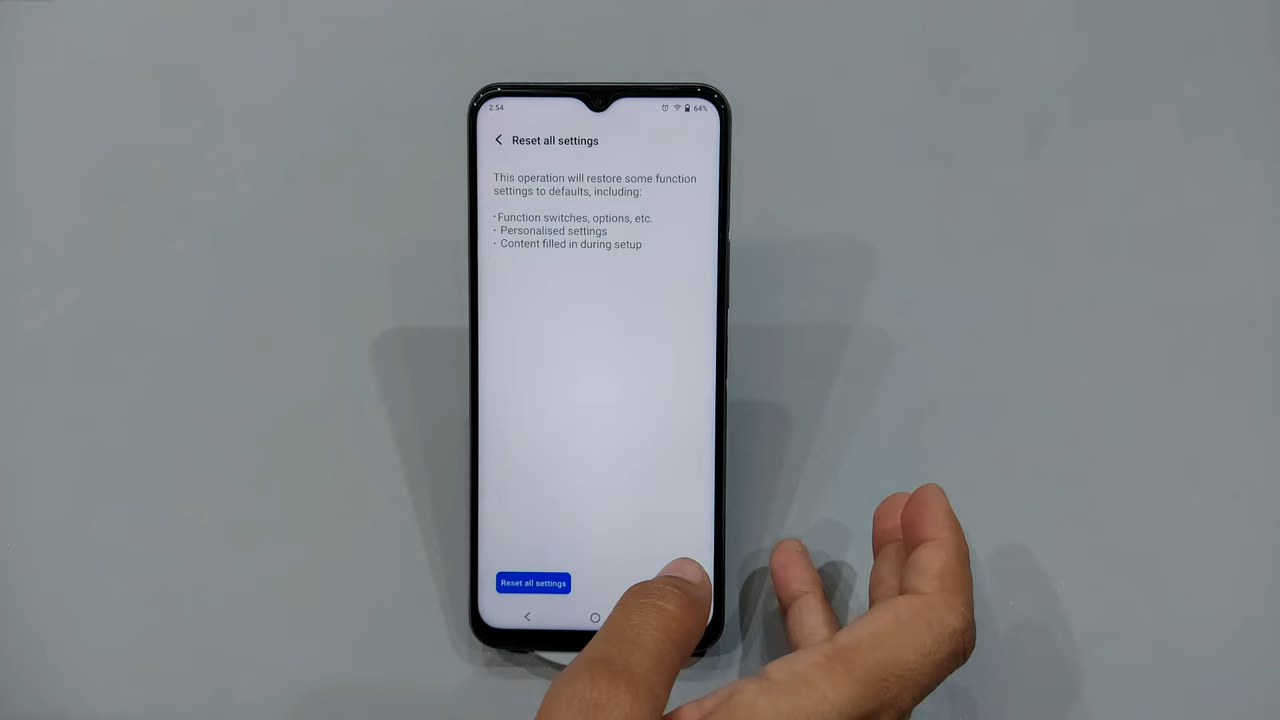 2:54
64%
Reset all settings
This operation will restore some function
settings to defaults, including:
· Function switches, options, etc.
· Personalised settings
· Content filled in during setup
Reset all settings